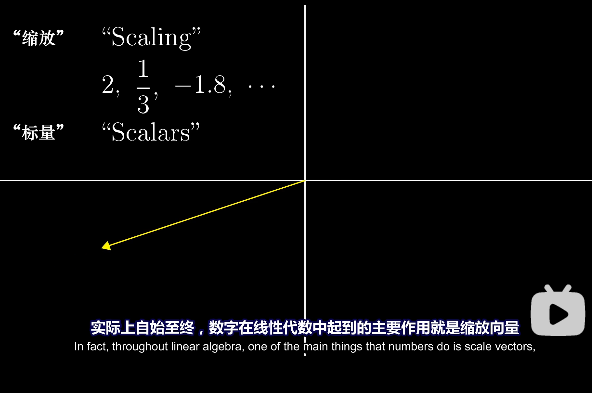 “缩放” “Scaling”
2, 1/3, −1.8, ⋯
“标量” “Scalars”
实际上自始至终，数字在线性代数中起到的主要作用就是缩放向量
In fact, throughout linear algebra, one of the main things that numbers do is scale vectors,